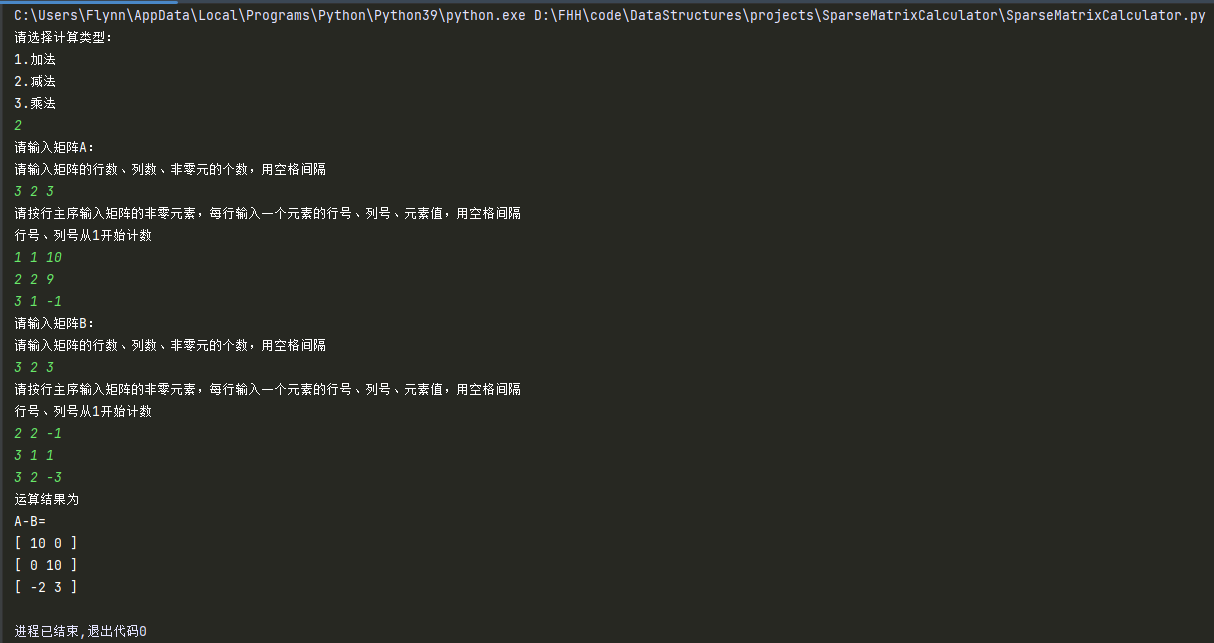 C:\Users\Flynn\AppData\Local\Programs\Python\Python39\python.exe D:\FHH\code\DataStructures\projects\SparseMatrixCalculator\SparseMatrixCalculator.py
请选择计算类型:
1.加法
2.减法
3.乘法
2
请输入矩阵A:
请输入矩阵的行数、列数、非零元的个数，用空格间隔
3 2 3
请按行主序输入矩阵的非零元素，每行输入一个元素的行号、列号、元素值，用空格间隔
行号、列号从1开始计数
1 1 10
2 2 9
3 1 -1
请输入矩阵B:
请输入矩阵的行数、列数、非零元的个数，用空格间隔
3 2 3
请按行主序输入矩阵的非零元素，每行输入一个元素的行号、列号、元素值，用空格间隔
行号、列号从1开始计数
2 2 -1
3 1 1
3 2 -3
运算结果为
A-B=
[ 10 0 ]
[ 0 10 ]
[ -2 3 ]
进程已结束,退出代码0